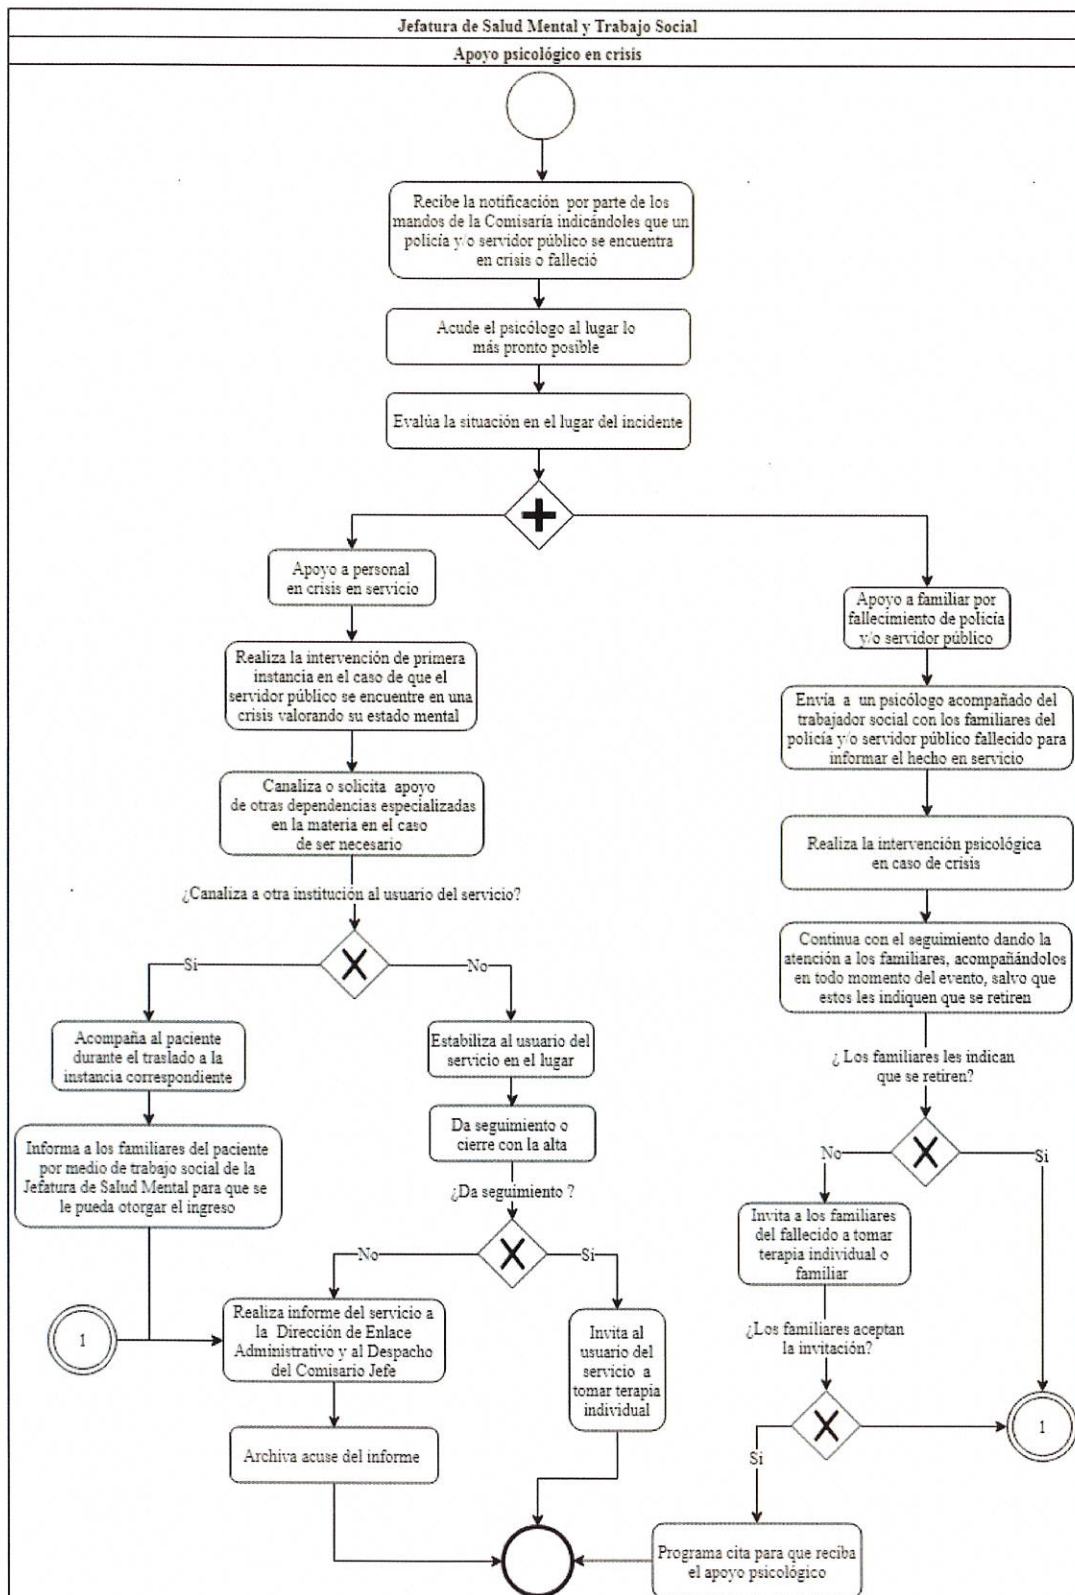 Jefatura de Salud Mental y Trabajo Social
Apoyo psicológico en crisis
Recibe la notificación por parte de los
mandos de la Comisaría indicándoles que un
policía y/o servidor público se encuentra
en crisis o falleció
Acude el psicólogo al lugar lo
más pronto posible
Evalúa la situación en el lugar del incidente
Apoyo a personal
en crisis en servicio
Realiza la intervención de primera
instancia en el caso de que el
servidor público se encuentre en una
crisis valorando su estado mental
Canaliza o solicita apoyo
de otras dependencias especializadas
en la materia en el caso
de ser necesario
¿Canaliza a otra institución al usuario del servicio?
Si
No
Acompaña al paciente
durante el traslado a la
instancia correspondiente
Informa a los familiares del paciente
por medio de trabajo social de la
Jefatura de Salud Mental para que se
le pueda otorgar el ingreso
1
Estabiliza al usuario del
servicio en el lugar
Da seguimiento o
cierre con la alta
¿Da seguimiento ?
No
Si
Realiza informe del servicio a
la Dirección de Enlace
Administrativo y al Despacho
del Comisario Jefe
Archiva acuse del informe
Invita al
usuario del
servicio a
tomar terapia
individual
Apoyo a familiar por
fallecimiento de policía
y/o servidor público
Envía a un psicólogo acompañado del
trabajador social con los familiares del
policía y/o servidor público fallecido para
informar el hecho en servicio
Realiza la intervención psicológica
en caso de crisis
Continua con el seguimiento dando la
atención a los familiares, acompañándolos
en todo momento del evento, salvo que
estos les indiquen que se retiren
¿ Los familiares les indican
que se retiren?
No
Si
Invita a los familiares
del fallecido a tomar
terapia individual o
familiar
¿Los familiares aceptan
la invitación?
Si
1
Programa cita para que reciba
el apoyo psicológico